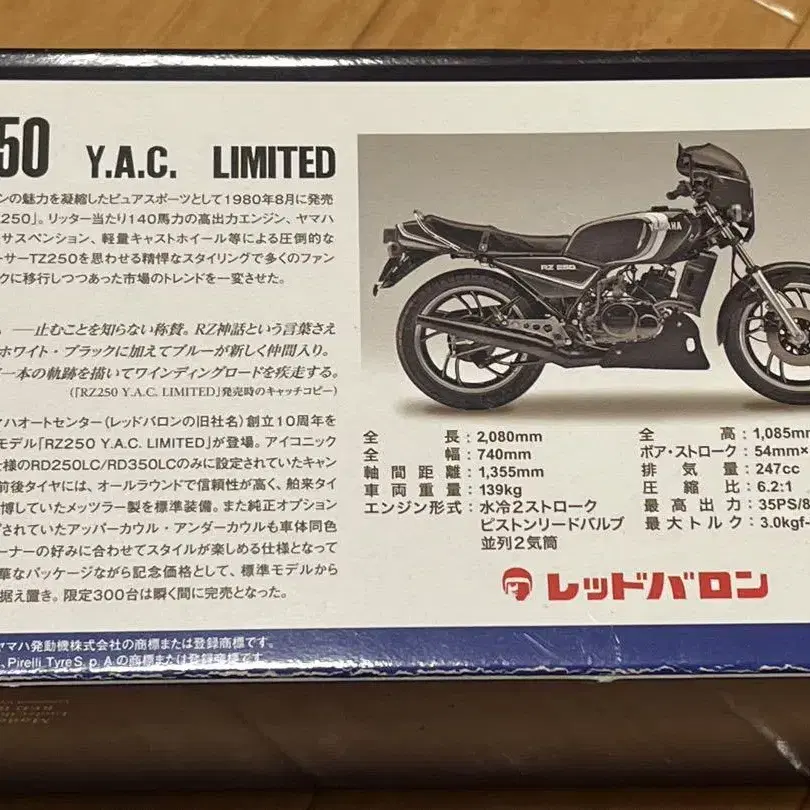 50 Y.A.C. LIMITED
ンの魅力を凝縮したピュアスポーツとして1980年8月に発売
250」。リッター当たり140馬力の高出力エンジン、ヤマハ
サスペンション、軽量キャストホイール等による圧倒的な
ーサーTZ250を思わせる精悍なスタイリングで多くのファン
クに移行しつつあった市場のトレンドを一変させた。
──止むことを知らない称賛。RZ神話という言葉さえ
ホワイト・ブラックに加えてブルーが新しく仲間入り。
一本の軌跡を描いてワインディングロードを疾走する。
(「RZ250 Y.A.C. LIMITED」発売時のキャッチコピー)
マハオートセンター(レッドバロンの旧社名)創立10周年を
モデル「RZ250 Y.A.C. LIMITED」が登場。アイコニック
仕様のRD250LC/RD350LCのみに設定されていたキャン
前後タイヤには、オールラウンドで信頼性が高く、舶来タイ
博していたメッツラー製を標準装備。また純正オプション
されていたアッパーカウル・アンダーカウルも車体同色
ーナーの好みに合わせてスタイルが楽しめる仕様となって
華なパッケージながら記念価格として、標準モデルから
据え置き。限定300台は瞬く間に完売となった。
YAMAHA
RZ 250
全長:2,080mm
全幅:740mm
軸間距離:1,355mm
車両重量:139kg
エンジン形式:水冷2ストローク
ピストンリードバルブ
並列2気筒
全高:1,085mm
ボア・ストローク:54mm×
排気量:247cc
圧縮比:6.2:1
最高出力:35PS/8
最大トルク:3.0kgf-
レッドバロン
ヤマハ発動機株式会社の商標または登録商標です。
, Pirelli Tyre S. p. A の商標または登録商標です。